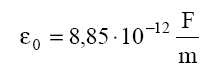 ε₀ = 8,85·10⁻¹² F/m